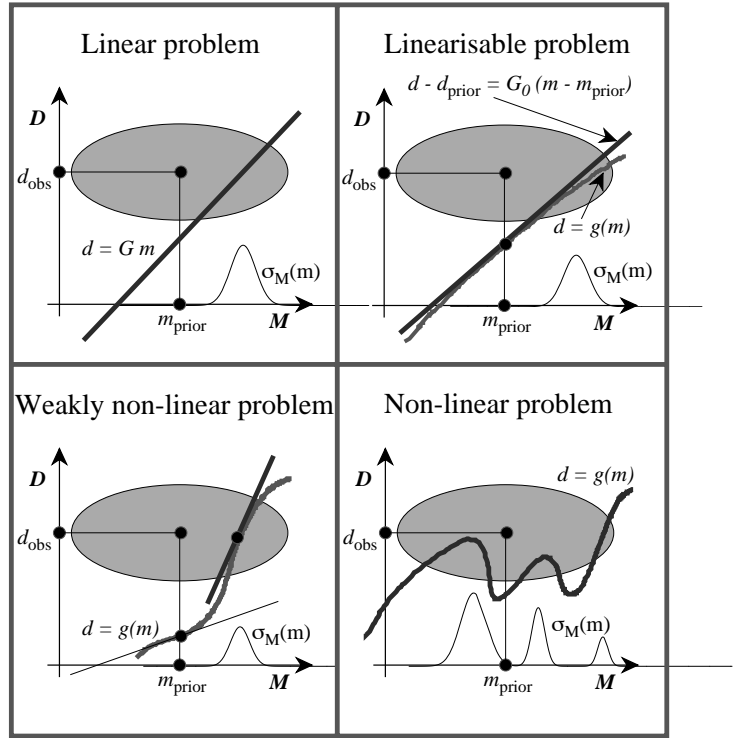 Linear problem
D
d_obs
d = G m
σ_M(m)
m_prior
M
Linearisable problem
d - d_prior = G_0 (m - m_prior)
D
d_obs
d = g(m)
σ_M(m)
m_prior
M
Weakly non-linear problem
D
d_obs
d = g(m)
σ_M(m)
m_prior
M
Non-linear problem
D
d = g(m)
d_obs
σ_M(m)
m_prior
M